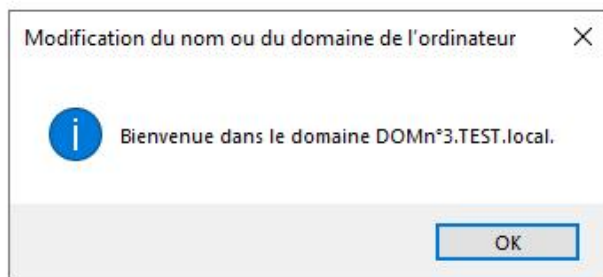 Modification du nom ou du domaine de l'ordinateur
Bienvenue dans le domaine DOMn°3.TEST.local.
OK